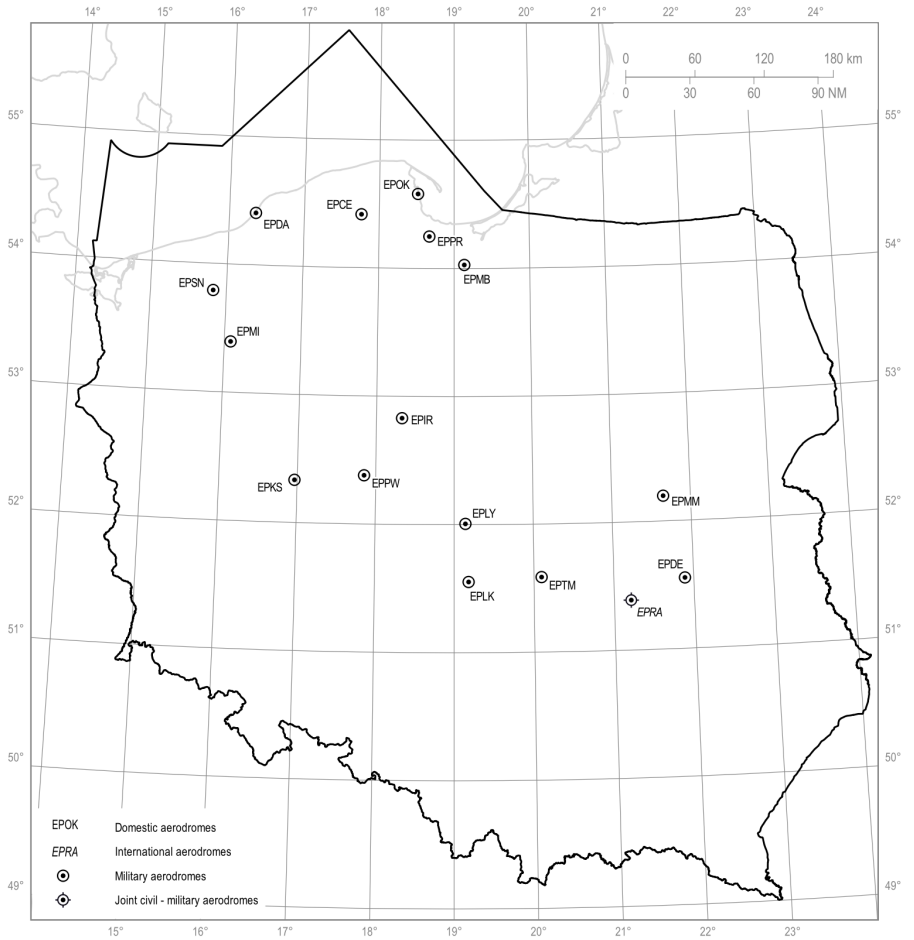 14° 15° 16° 17° 18° 19° 20° 21° 22° 23° 24°
0 60 120 180 km
0 30 60 90 NM
55° 55°
EPOK
EPCE
EPDA
EPPR
54° 54°
EPMB
EPSN
EPMI
53° 53°
EPIR
EPKS EPPW
52° EPMM 52°
EPLY
EPDE
EPTM
EPLK
EPRA
51° 51°
50° 50°
EPOK Domestic aerodromes
EPRA International aerodromes
Military aerodromes
49° 49°
Joint civil - military aerodromes
15° 16° 17° 18° 19° 20° 21° 22° 23°